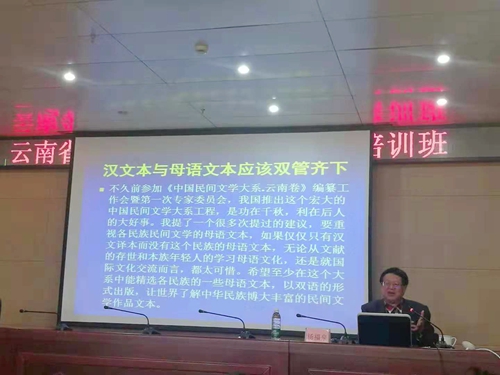 云南省
培训班
汉文本与母语文本应该双管齐下
不久前参加《中国民间文学大系.云南卷》编纂工
作会暨第一次专家委员会，我国推出这个宏大的
中国民间文学大系工程，是功在千秋，利在后人
的大好事。我提了一个很多次提过的建议，要重
视各民族民间文学的母语文本，如果仅仅只有汉
文译本而没有这个民族的母语文本，无论从文献
的存世和本族年轻人的学习母语文化，还是就国
际文化交流而言，都太可惜。希望至少在这个大
系中能精选各民族的一些母语文本，以双语的形
式出版，让世界了解中华民族博大丰富的民间文
学作品文本。